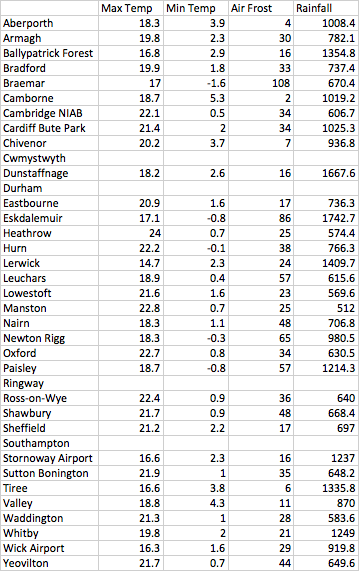 Max Temp Min Temp Air Frost Rainfall
Aberporth 18.3 3.9 4 1008.4
Armagh 19.8 2.3 30 782.1
Ballypatrick Forest 16.8 2.9 16 1354.8
Bradford 19.9 1.8 33 737.4
Braemar 17 -1.6 108 670.4
Camborne 18.7 5.3 2 1019.2
Cambridge NIAB 22.1 0.5 34 606.7
Cardiff Bute Park 21.4 2 34 1025.3
Chivenor 20.2 3.7 7 936.8
Cwmystwyth
Dunstaffnage 18.2 2.6 16 1667.6
Durham
Eastbourne 20.9 1.6 17 736.3
Eskdalemuir 17.1 -0.8 86 1742.7
Heathrow 24 0.7 25 574.4
Hurn 22.2 -0.1 38 766.3
Lerwick 14.7 2.3 24 1409.7
Leuchars 18.9 0.4 57 615.6
Lowestoft 21.6 1.6 23 569.6
Manston 22.8 0.7 25 512
Nairn 18.3 1.1 48 706.8
Newton Rigg 18.3 -0.3 65 980.5
Oxford 22.7 0.8 34 630.5
Paisley 18.7 -0.8 57 1214.3
Ringway
Ross-on-Wye 22.4 0.9 36 640
Shawbury 21.7 0.9 48 668.4
Sheffield 21.2 2.2 17 697
Southampton
Stornoway Airport 16.6 2.3 16 1237
Sutton Bonington 21.9 1 35 648.2
Tiree 16.6 3.8 6 1335.8
Valley 18.8 4.3 11 870
Waddington 21.3 1 28 583.6
Whitby 19.8 2 21 1249
Wick Airport 16.3 1.6 29 919.8
Yeovilton 21.7 0.7 44 649.6